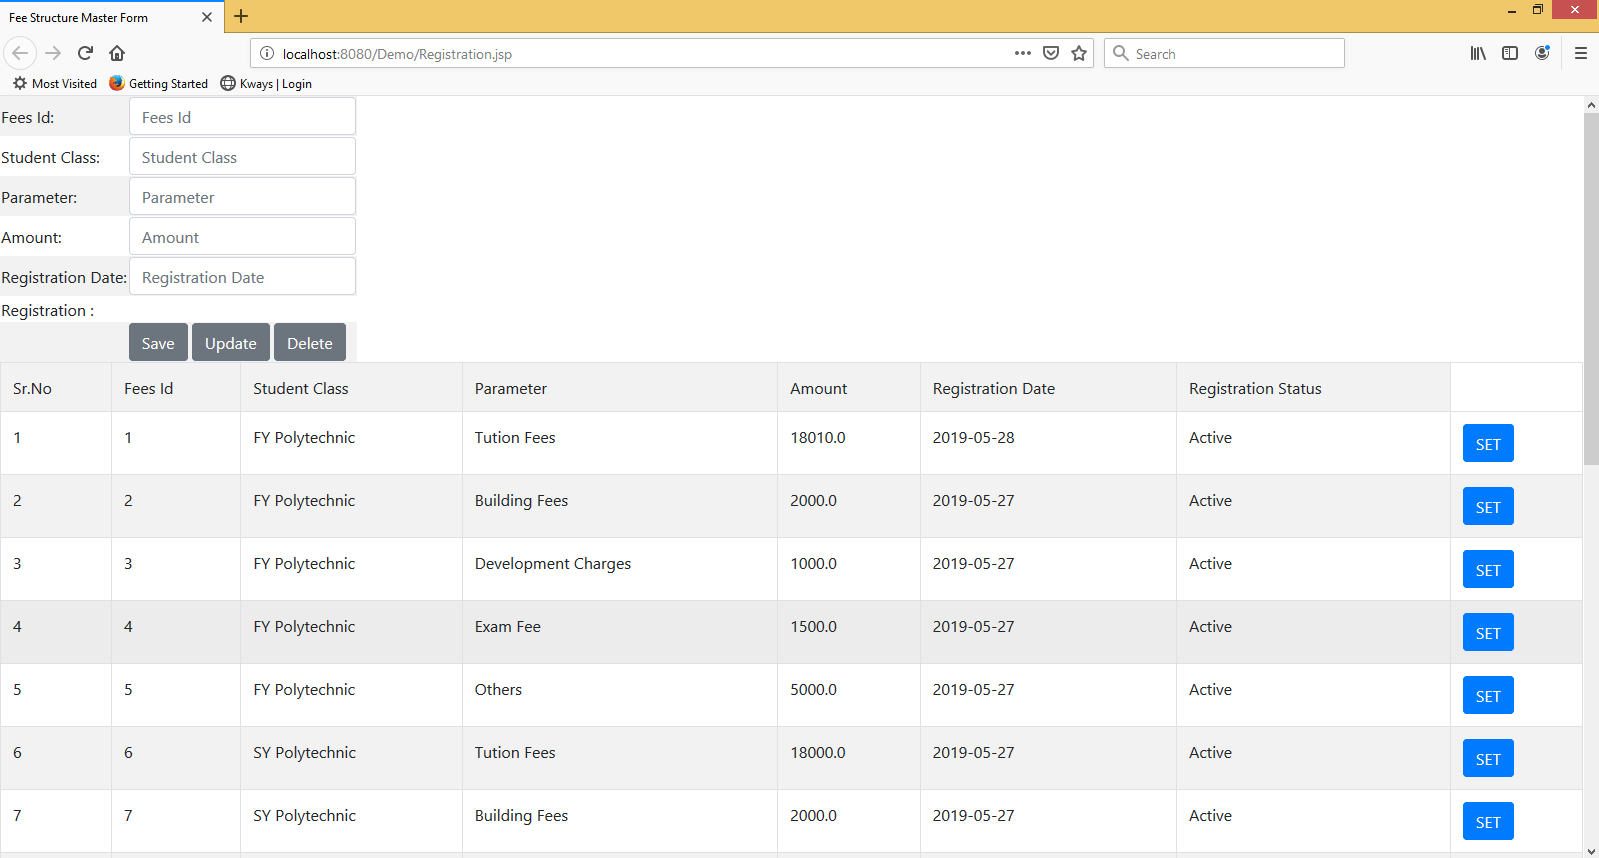 Fee Structure Master Form
localhost:8080/Demo/Registration.jsp
Search
Most Visited Getting Started Kways | Login
Fees Id: Fees Id
Student Class: Student Class
Parameter: Parameter
Amount: Amount
Registration Date: Registration Date
Registration :
Save Update Delete
Sr.No Fees Id Student Class Parameter Amount Registration Date Registration Status
1 1 FY Polytechnic Tution Fees 18010.0 2019-05-28 Active SET
2 2 FY Polytechnic Building Fees 2000.0 2019-05-27 Active SET
3 3 FY Polytechnic Development Charges 1000.0 2019-05-27 Active SET
4 4 FY Polytechnic Exam Fee 1500.0 2019-05-27 Active SET
5 5 FY Polytechnic Others 5000.0 2019-05-27 Active SET
6 6 SY Polytechnic Tution Fees 18000.0 2019-05-27 Active SET
7 7 SY Polytechnic Building Fees 2000.0 2019-05-27 Active SET